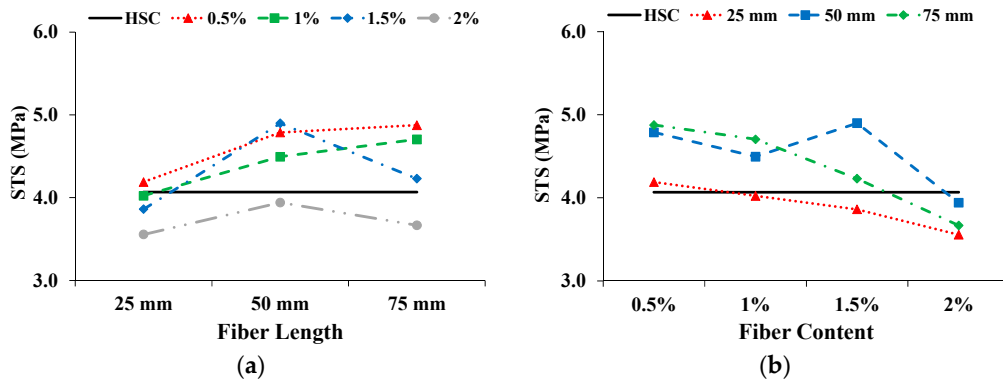 HSC 0.5% 1% 1.5% 2%
6.0
5.0
4.0
3.0
STS (MPa)
25 mm 50 mm 75 mm
Fiber Length
(a)
HSC 25 mm 50 mm 75 mm
6.0
5.0
4.0
3.0
STS (MPa)
0.5% 1% 1.5% 2%
Fiber Content
(b)